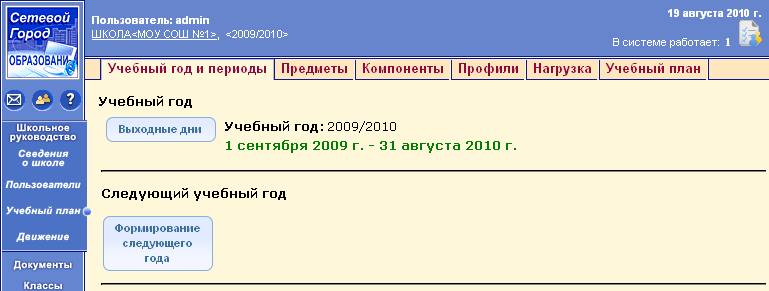 Сетевой
Город
ОБРАЗОВАНИ
Пользователь: admin
ШКОЛА<МОУ СОШ №1>, <2009/2010>
19 августа 2010 г.
В системе работает: 1
Учебный год и периоды Предметы Компоненты Профили Нагрузка Учебный план
?
Школьное
руководство
Сведения
о школе
Пользователи
Учебный план
Движение
Документы
Классы
Учебный год
Выходные дни
Учебный год: 2009/2010
1 сентября 2009 г. - 31 августа 2010 г.
Следующий учебный год
Формирование
следующего
года